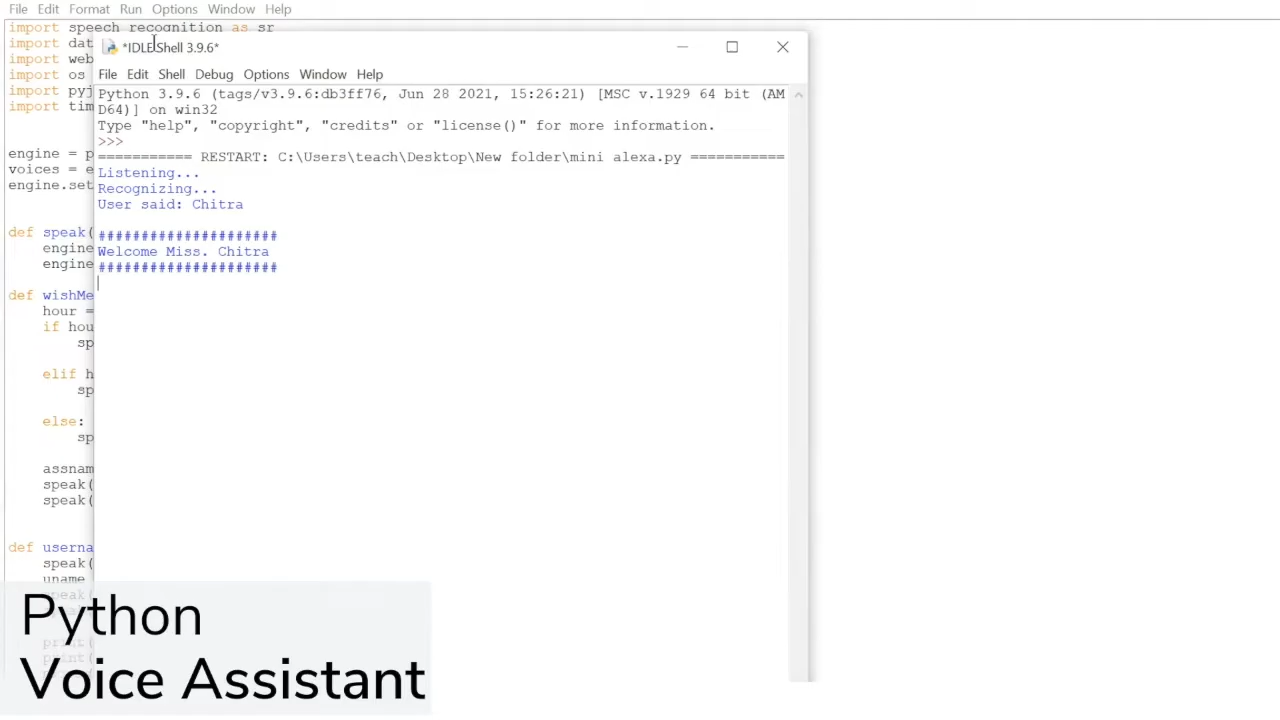 File Edit Format Run Options Window Help
import speech_recognition as sr
import dat
import web
import os
import pyj
import tim
engine = p
voices = e
engine.set
def speak(
engine
engine
def wishMe
hour =
if hou
sp
elif h
sp
else:
sp
assnam
speak(
speak(
def userna
speak(
uname
speak(
print(
print(
*IDLE Shell 3.9.6*
File Edit Shell Debug Options Window Help
Python 3.9.6 (tags/v3.9.6:db3ff76, Jun 28 2021, 15:26:21) [MSC v.1929 64 bit (AM
D64)] on win32
Type "help", "copyright", "credits" or "license()" for more information.
>>>
=========== RESTART: C:\Users\teach\Desktop\New folder\mini alexa.py ===========
Listening...
Recognizing...
User said: Chitra
#####################
Welcome Miss. Chitra
#####################
Python
Voice Assistant